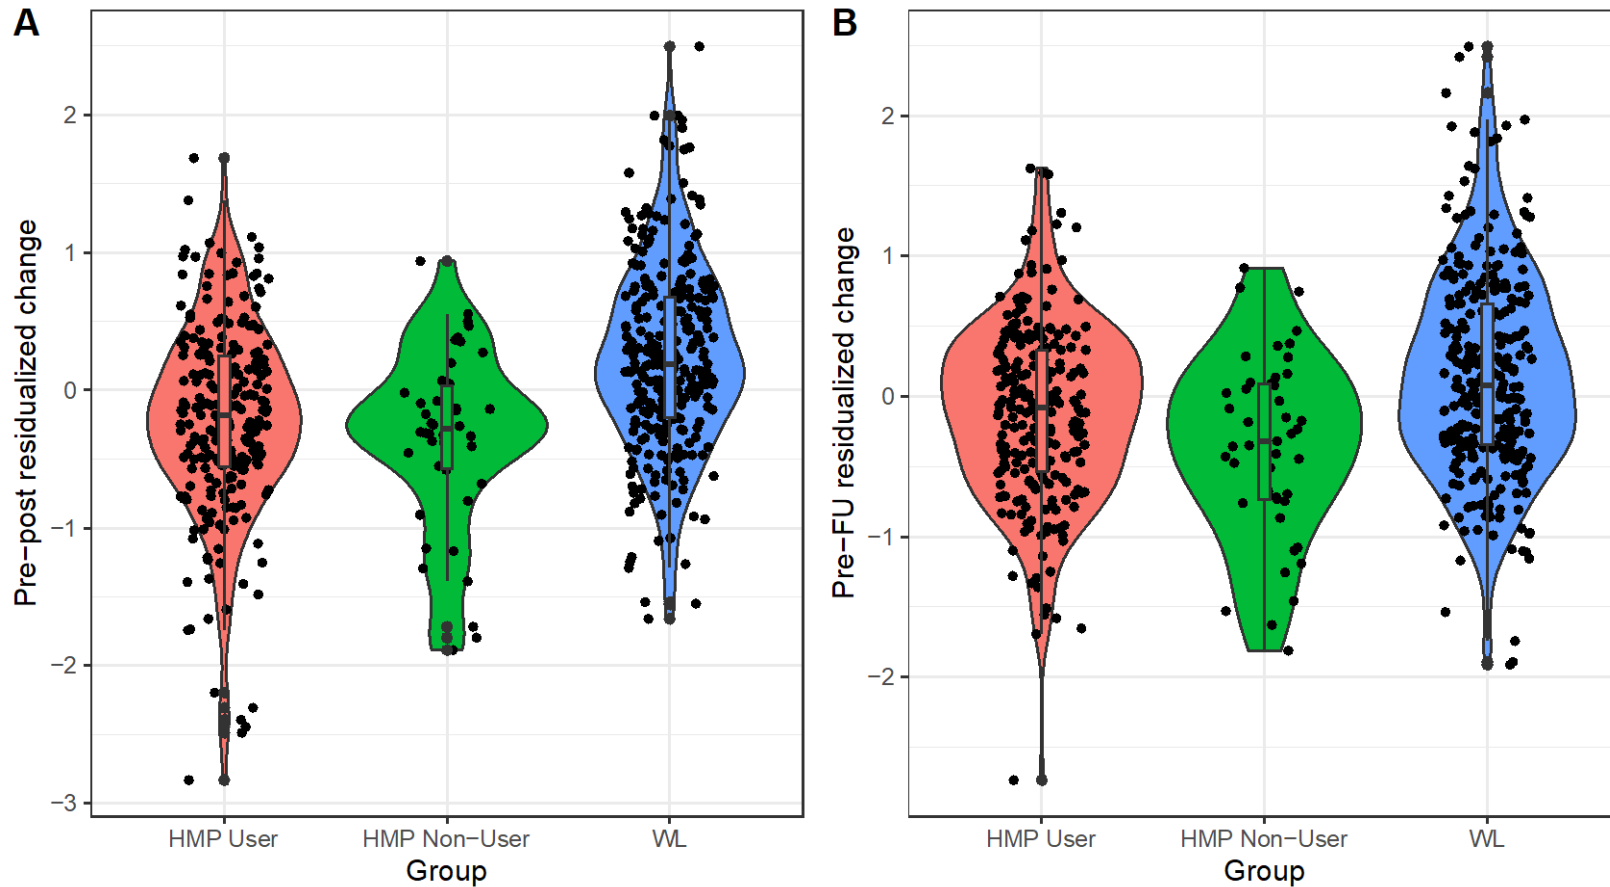 A
Pre−post residualized change
2
1
0
−1
−2
−3
HMP User
HMP Non−User
WL
Group
B
Pre−FU residualized change
2
1
0
−1
−2
HMP User
HMP Non−User
WL
Group